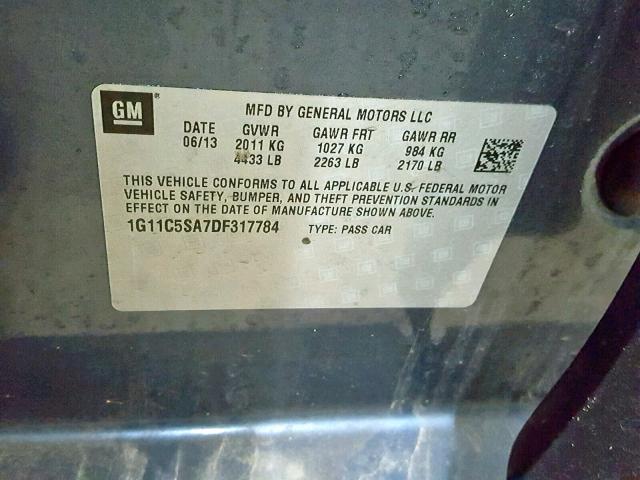 GM ®
MFD BY GENERAL MOTORS LLC
DATE GVWR GAWR FRT GAWR RR
06/13 2011 KG 1027 KG 984 KG
4433 LB 2263 LB 2170 LB
THIS VEHICLE CONFORMS TO ALL APPLICABLE U.S. FEDERAL MOTOR
VEHICLE SAFETY, BUMPER, AND THEFT PREVENTION STANDARDS IN
EFFECT ON THE DATE OF MANUFACTURE SHOWN ABOVE.
1G11C5SA7DF317784 TYPE: PASS CAR